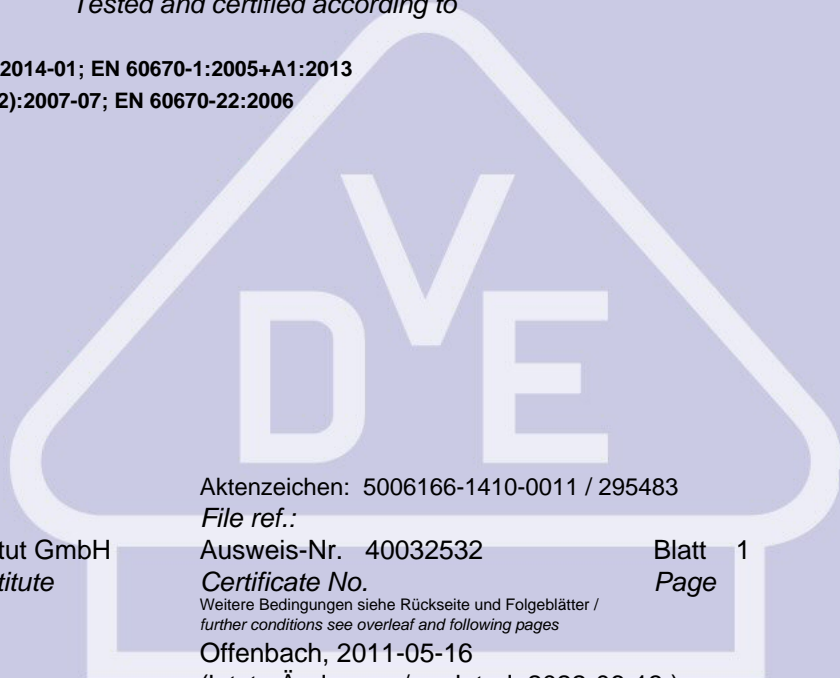 Tested and certified according to
2014-01; EN 60670-1:2005+A1:2013
2):2007-07; EN 60670-22:2006
VDE
Aktenzeichen: 5006166-1410-0011 / 295483
File ref.:
tut GmbH Ausweis-Nr. 40032532 Blatt 1
titute Certificate No. Page
Weitere Bedingungen siehe Rückseite und Folgeblätter /
further conditions see overleaf and following pages
Offenbach, 2011-05-16